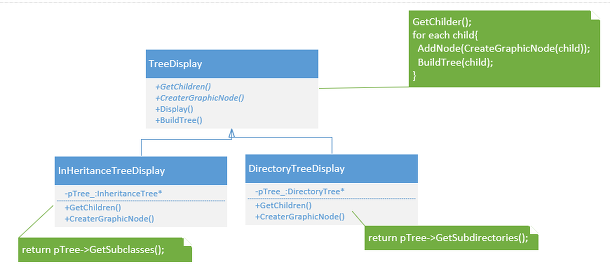 GetChilder();
for each child{
AddNode(CreateGraphicNode(child));
BuildTree(child);
}
TreeDisplay
+GetChildren()
+CreaterGraphicNode()
+Display()
+BuildTree()
InHeritanceTreeDisplay
-pTree_:InheritanceTree*
+GetChildren()
+CreaterGraphicNode()
DirectoryTreeDisplay
-pTree_:DirectoryTree*
+GetChildren()
+CreaterGraphicNode()
return pTree->GetSubclasses();
return pTree->GetSubdirectories();